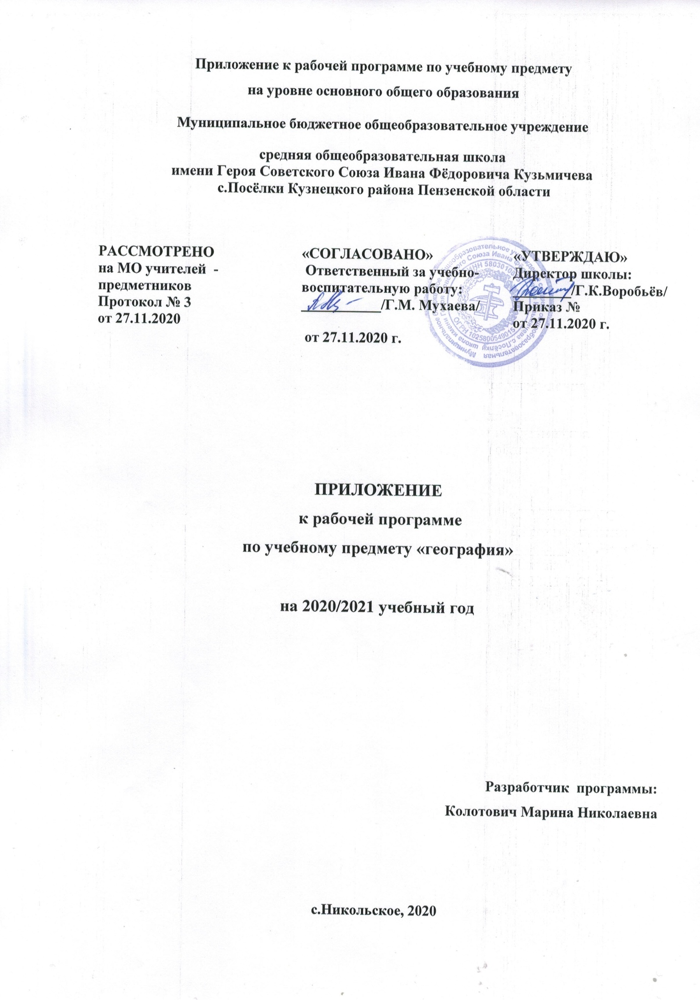 Приложение к рабочей программе по учебному предмету
на уровне основного общего образования
Муниципальное бюджетное общеобразовательное учреждение
средняя общеобразовательная школа
имени Героя Советского Союза Ивана Фёдоровича Кузьмичева
с.Посёлки Кузнецкого района Пензенской области
РАССМОТРЕНО
на МО учителей -
предметников
Протокол № 3
от 27.11.2020
«СОГЛАСОВАНО»
Ответственный за учебно-
воспитательную работу:
/Г.М. Мухаева/
от 27.11.2020 г.
«УТВЕРЖДАЮ»
Директор школы:
/Г.К.Воробьёв/
Приказ №
от 27.11.2020 г.
ОГРН 1025800549015
ПРИЛОЖЕНИЕ
к рабочей программе
по учебному предмету «география»
на 2020/2021 учебный год
Разработчик программы:
Колотович Марина Николаевна
с.Никольское, 2020